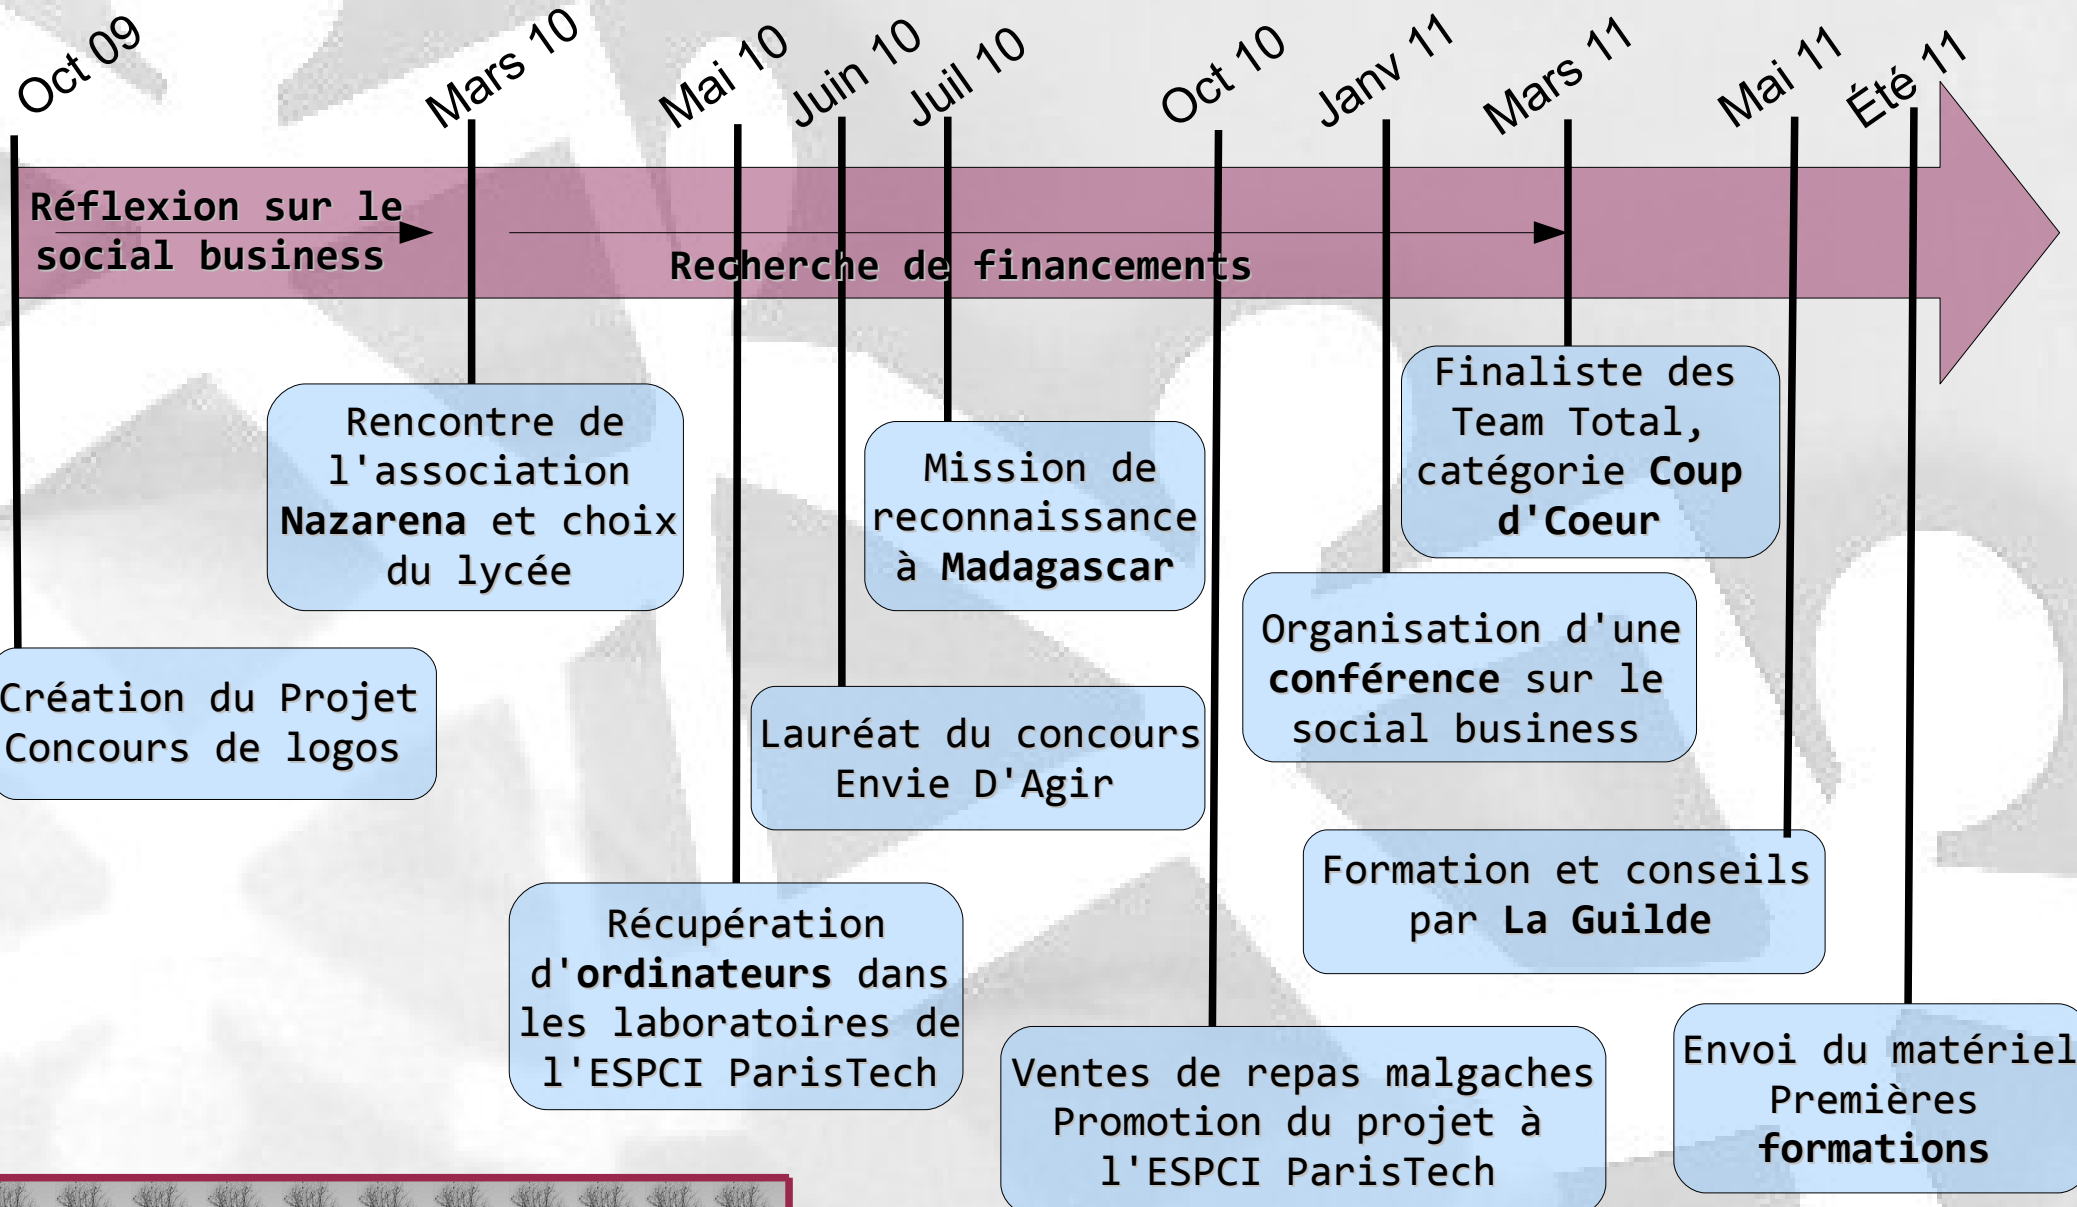 Oct 09
Mars 10
Mai 10
Juin 10
Juil 10
Oct 10
Janv 11
Mars 11
Mai 11
Été 11
Réflexion sur le
social business
Recherche de financements
Finaliste des
Team Total,
catégorie Coup
d'Coeur
Rencontre de
l'association
Nazarena et choix
du lycée
Mission de
reconnaissance
à Madagascar
Organisation d'une
conférence sur le
social business
Création du Projet
Concours de logos
Lauréat du concours
Envie D'Agir
Formation et conseils
par La Guilde
Récupération
d'ordinateurs dans
les laboratoires de
l'ESPCI ParisTech
Ventes de repas malgaches
Promotion du projet à
l'ESPCI ParisTech
Envoi du matériel
Premières
formations